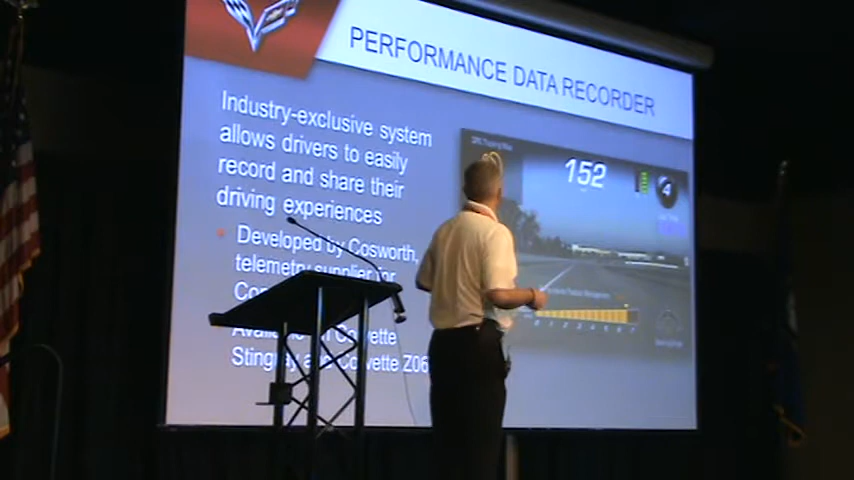 PERFORMANCE DATA RECORDER
Industry-exclusive system
allows drivers to easily
record and share their
driving experiences
Developed by Cosworth,
telemetry supplier for
Stingray and Corvette Z06
152
4